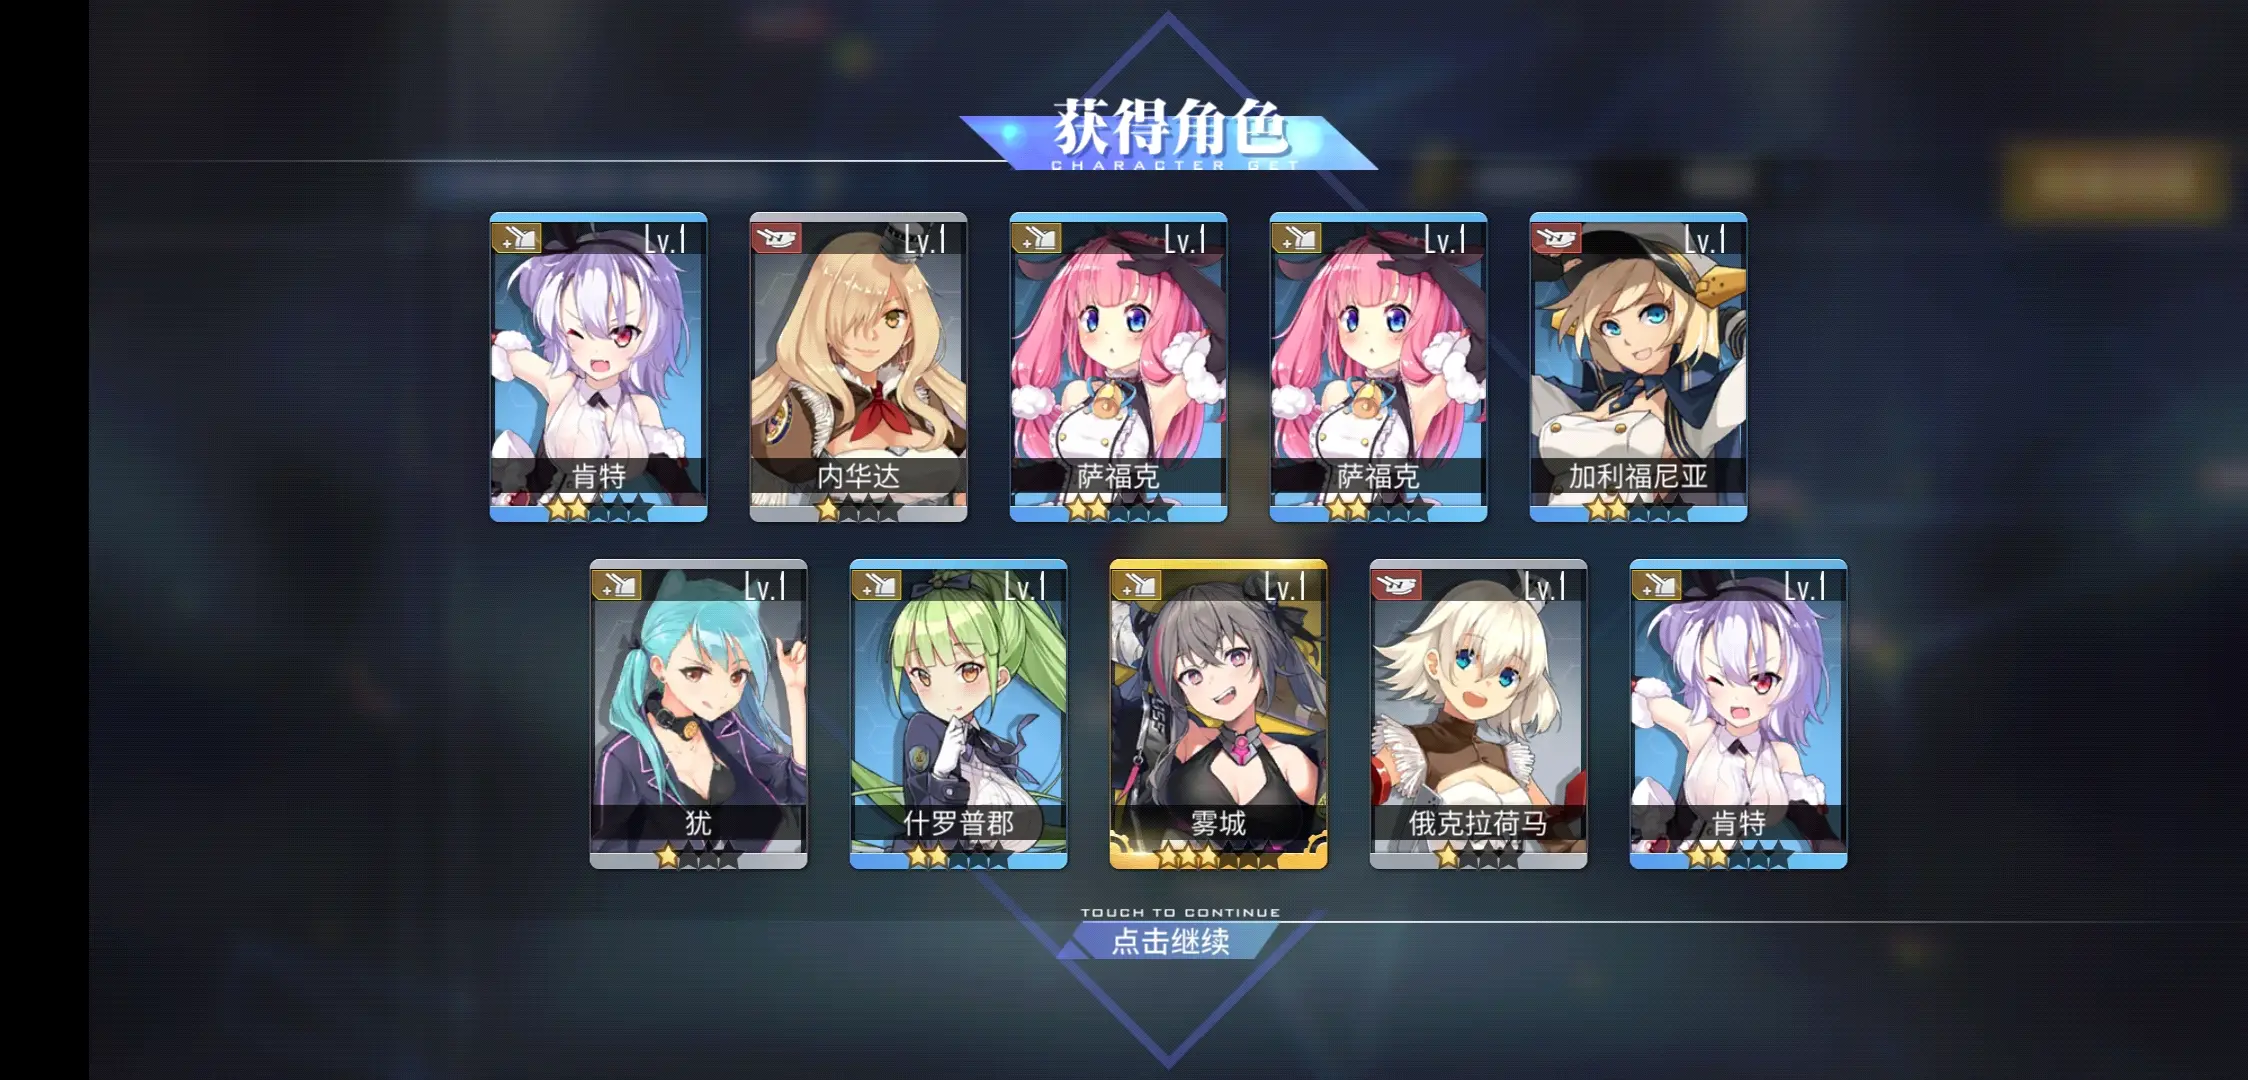 获得角色
CHARACTER GET
Lv.1
Lv.1
Lv.1
Lv.1
Lv.1
肯特
内华达
萨福克
萨福克
加利福尼亚
Lv.1
Lv.1
Lv.1
Lv.1
Lv.1
犹
什罗普郡
雾城
俄克拉荷马
肯特
TOUCH TO CONTINUE
点击继续